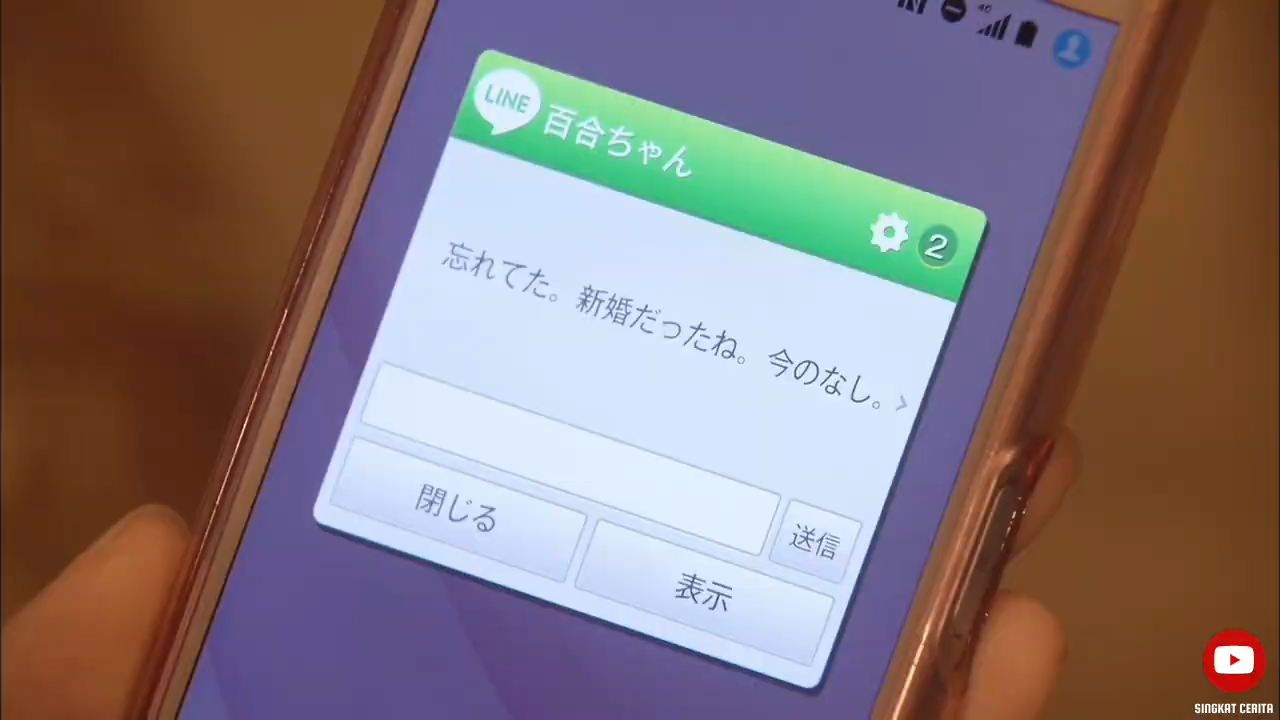 4G
LINE
百合ちゃん
2
忘れてた。新婚だったね。今のなし。
送信
閉じる
表示
SINGKAT CERITA